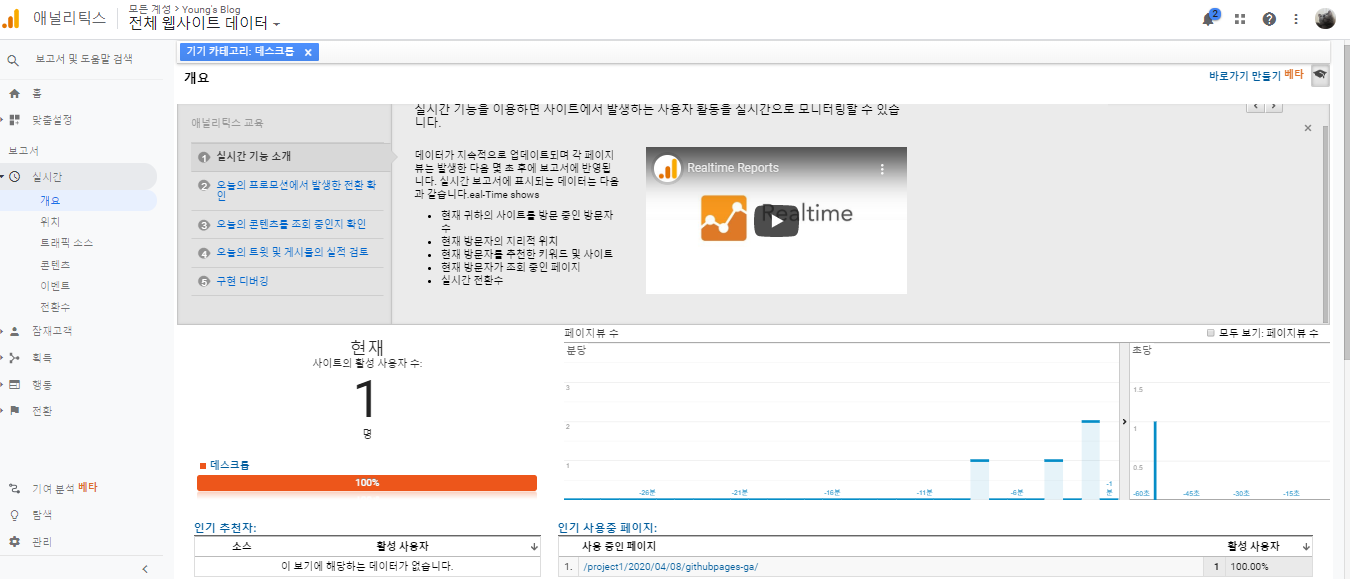 애널리틱스
모든 계정 > Young's Blog
전체 웹사이트 데이터
2
보고서 및 도움말 검색
홈
맞춤설정
보고서
실시간
개요
위치
트래픽 소스
콘텐츠
이벤트
전환수
잠재고객
획득
행동
전환
기여 분석 베타
탐색
관리
기기 카테고리: 데스크톱 x
개요
바로가기 만들기 베타
애널리틱스 교육
1 실시간 기능 소개
2 오늘의 프로모션에서 발생한 전환 확
인
3 오늘의 콘텐츠를 조회 중인지 확인
4 오늘의 트윗 및 게시물의 실적 검토
5 구현 디버깅
실시간 기능을 이용하면 사이트에서 발생하는 사용자 활동을 실시간으로 모니터링할 수 있습
니다.
데이터가 지속적으로 업데이트되며 각 페이지
뷰는 발생한 다음 몇 초 후에 보고서에 반영됩
니다. 실시간 보고서에 표시되는 데이터는 다음
과 같습니다.eal-Time shows
• 현재 귀하의 사이트를 방문 중인 방문자
수
• 현재 방문자의 지리적 위치
• 현재 방문자를 추천한 키워드 및 사이트
• 현재 방문자가 조회 중인 페이지
• 실시간 전환수
Realtime Reports
Realtime
현재
사이트의 활성 사용자 수:
1
명
데스크톱
100%
페이지뷰 수
모두 보기: 페이지뷰 수
분당
3
2
1
-26분 -21분 -16분 -11분 -6분 -1
분
초당
1.5
1
0.5
-60초 -45초 -30초 -15초
인기 추천자:
소스 활성 사용자
이 보기에 해당하는 데이터가 없습니다.
인기 사용중 페이지:
사용 중인 페이지 활성 사용자
1. /project1/2020/04/08/githubpages-ga/ 1 100.00%